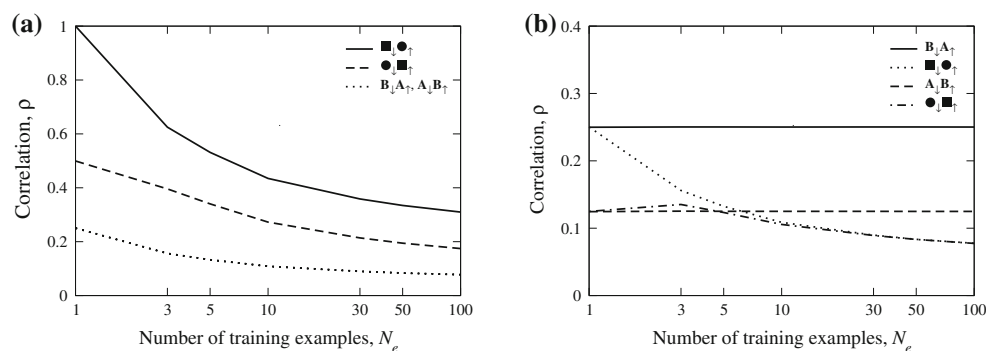 (a)
1
0.8
0.6
0.4
0.2
0
Correlation, ρ
■↓●↑
●↓■↑
B↓A↑, A↓B↑
1 3 5 10 30 50 100
Number of training examples, Nₑ
(b)
0.4
0.3
0.2
0.1
0
Correlation, ρ
B↓A↑
■↓●↑
A↓B↑
●↓■↑
1 3 5 10 30 50 100
Number of training examples, Nₑ